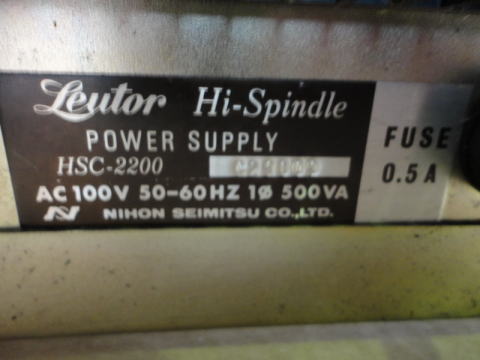 Leutor Hi-Spindle
POWER SUPPLY
HSC-2200
AC 100V 50-60HZ 1ø 500VA
NIHON SEIMITSU CO., LTD.
FUSE
0.5A